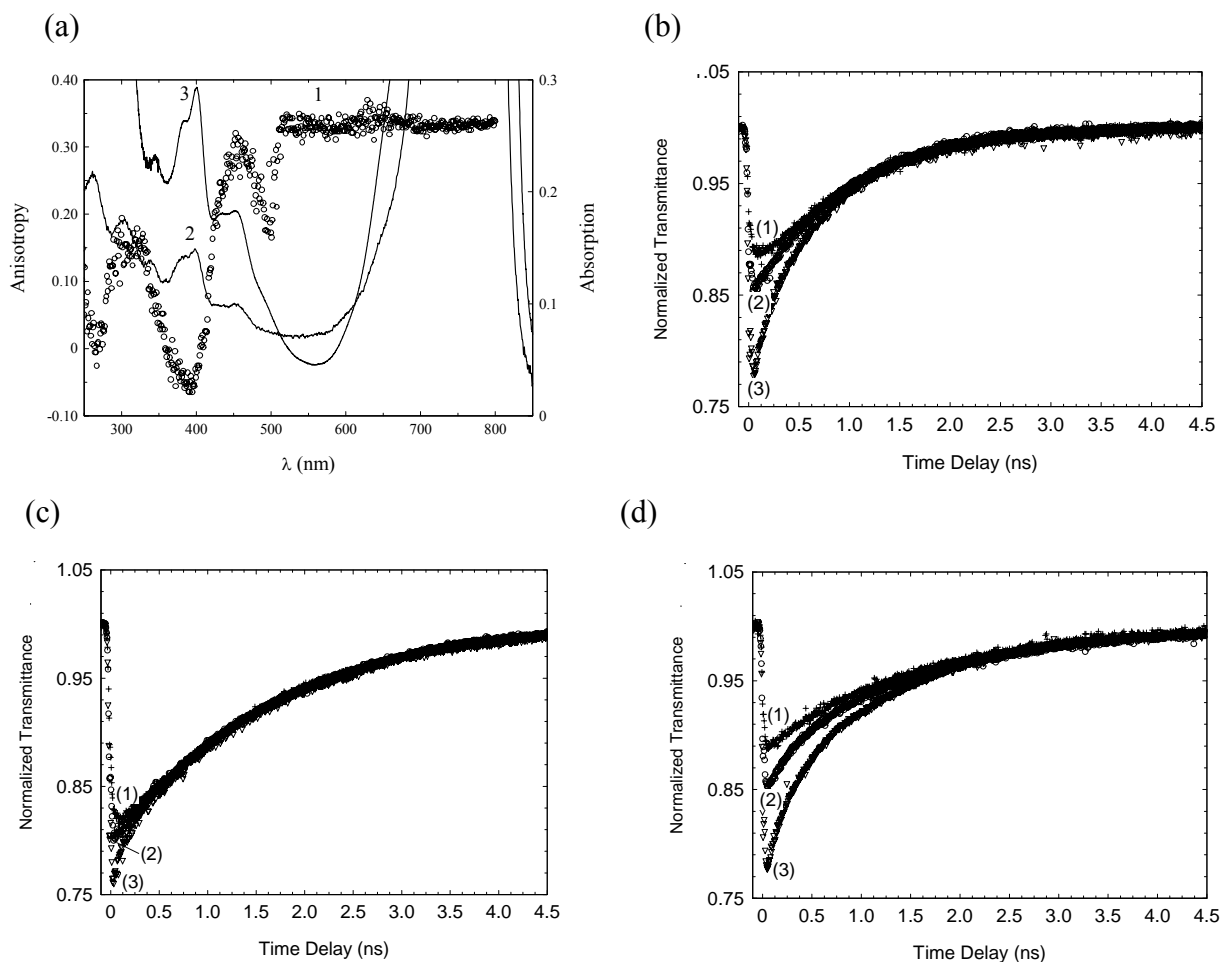 (a)
0.40
0.30
0.20
0.10
0
-0.10
Anisotropy
0.3
0.2
0.1
0
Absorption
3
1
2
300 400 500 600 700 800
λ (nm)
(b)
1.05
0.95
0.85
0.75
Normalized Transmittance
(1)
(2)
(3)
0 0.5 1.0 1.5 2.0 2.5 3.0 3.5 4.0 4.5
Time Delay (ns)
(c)
1.05
0.95
0.85
0.75
Normalized Transmittance
(1)
(2)
(3)
0 0.5 1.0 1.5 2.0 2.5 3.0 3.5 4.0 4.5
Time Delay (ns)
(d)
1.05
0.95
0.85
0.75
Normalized Transmittance
(1)
(2)
(3)
0 0.5 1.0 1.5 2.0 2.5 3.0 3.5 4.0 4.5
Time Delay (ns)